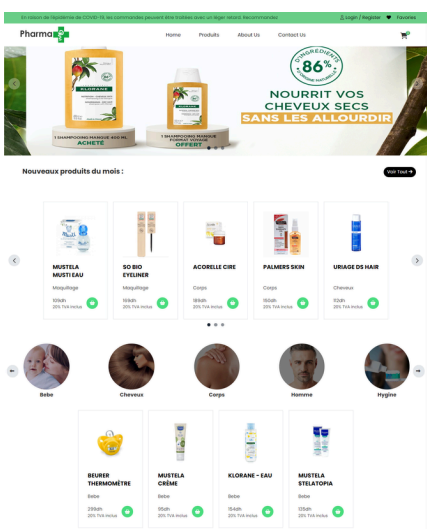 En raison de l'épidémie de COVID-19, les commandes peuvent être traitées avec un léger retard. Recommandez
Login / Register
Favories
Pharma
Home
Produits
About Us
Contact Us
INGRÉDIENTS
86%
D'ORIGINE NATURELLE
KLORANE
NOURRIT VOS
CHEVEUX SECS
SANS LES ALLOURDIR
1 SHAMPOOING MANGUE 400 ML
ACHETÉ
1 SHAMPOOING MANGUE
FORMAT VOYAGE
OFFERT
Nouveaux produits du mois :
Voir Tout →
MUSTELA
MUSTI EAU
Maquillage
109dh
20% TVA Inclus
SO BIO
EYELINER
Maquillage
20% TVA Inclus
ACORELLE CIRE
Corps
20% TVA Inclus
PALMERS SKIN
Corps
20% TVA Inclus
URIAGE DS HAIR
Cheveux
112dh
20% TVA Inclus
Bebe
Cheveux
Corps
Homme
Hygine
BEURER
THERMOMÈTRE
Bebe
20% TVA Inclus
MUSTELA
CRÈME
Bebe
95dh
20% TVA Inclus
KLORANE - EAU
Bebe
154dh
20% TVA Inclus
MUSTELA
STELATOPIA
Bebe
125dh
20% TVA Inclus